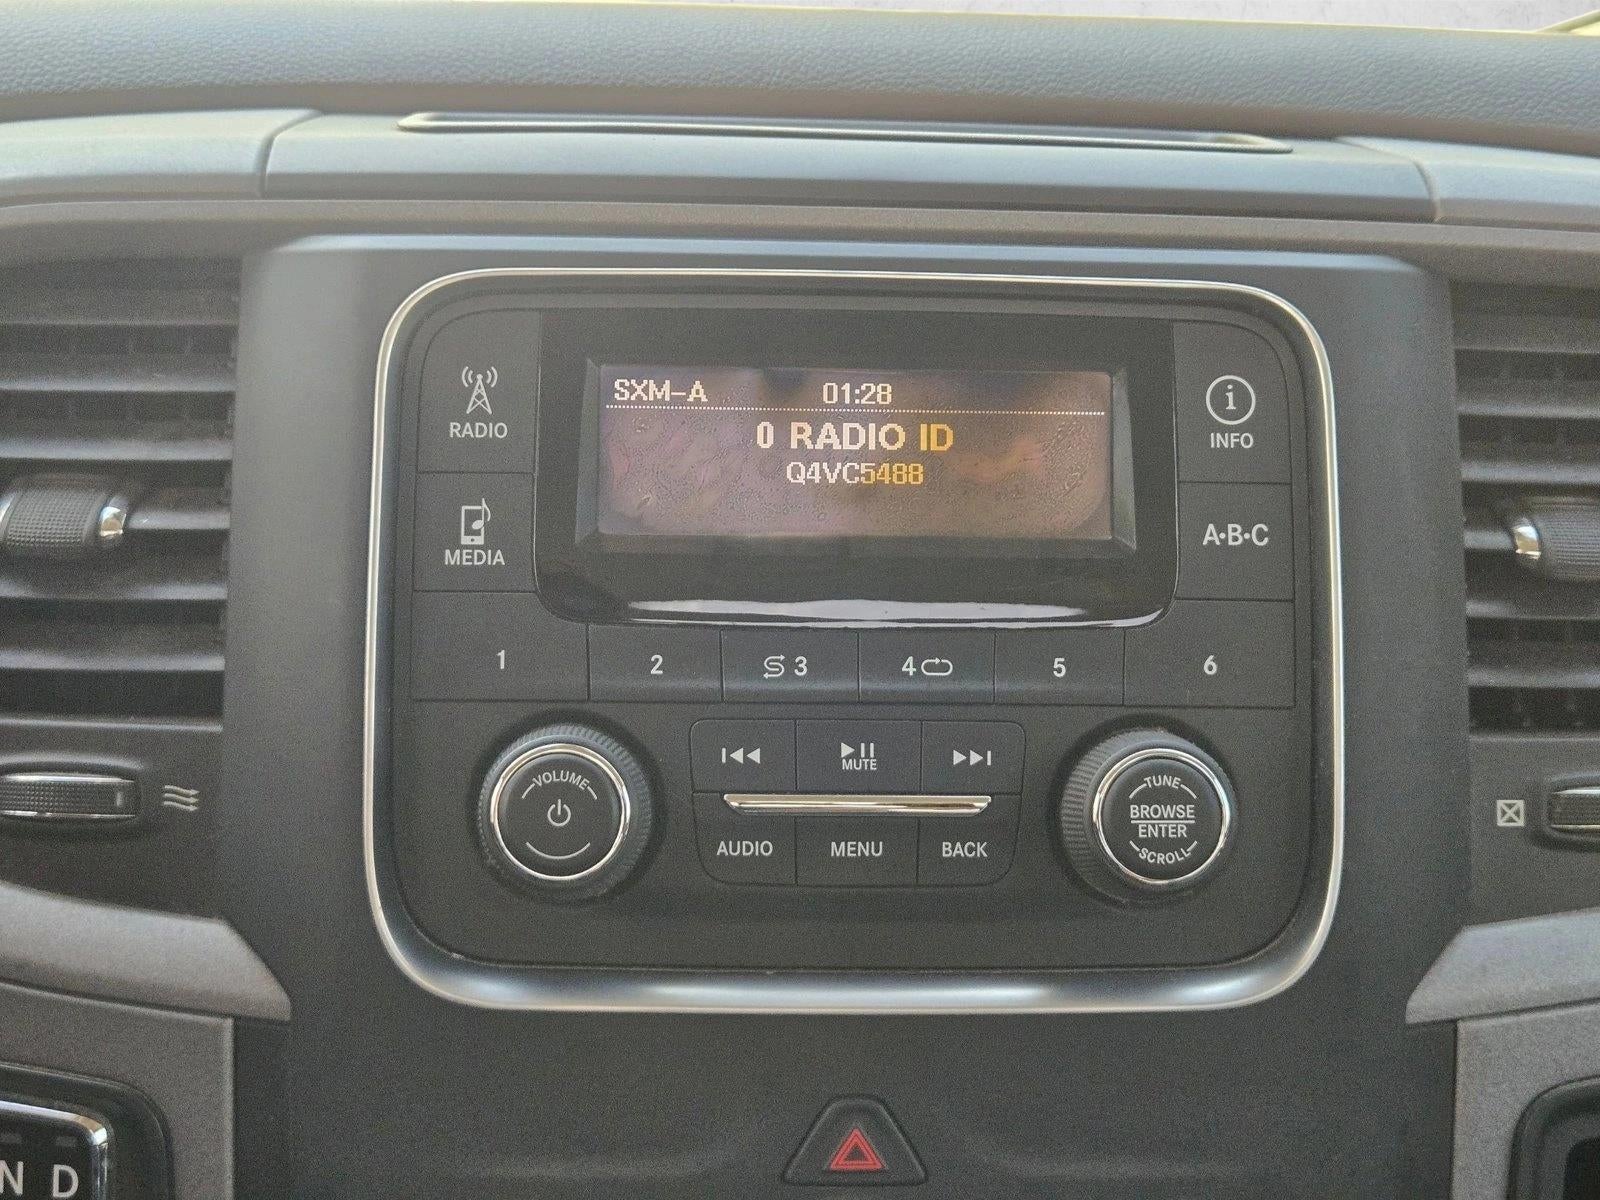 SXM-A 01:28
0 RADIO ID
Q4VC5488
RADIO
INFO
MEDIA
A·B·C
1 2 3 4 5 6
VOLUME
MUTE
AUDIO MENU BACK
TUNE
BROWSE
ENTER
SCROLL
N D